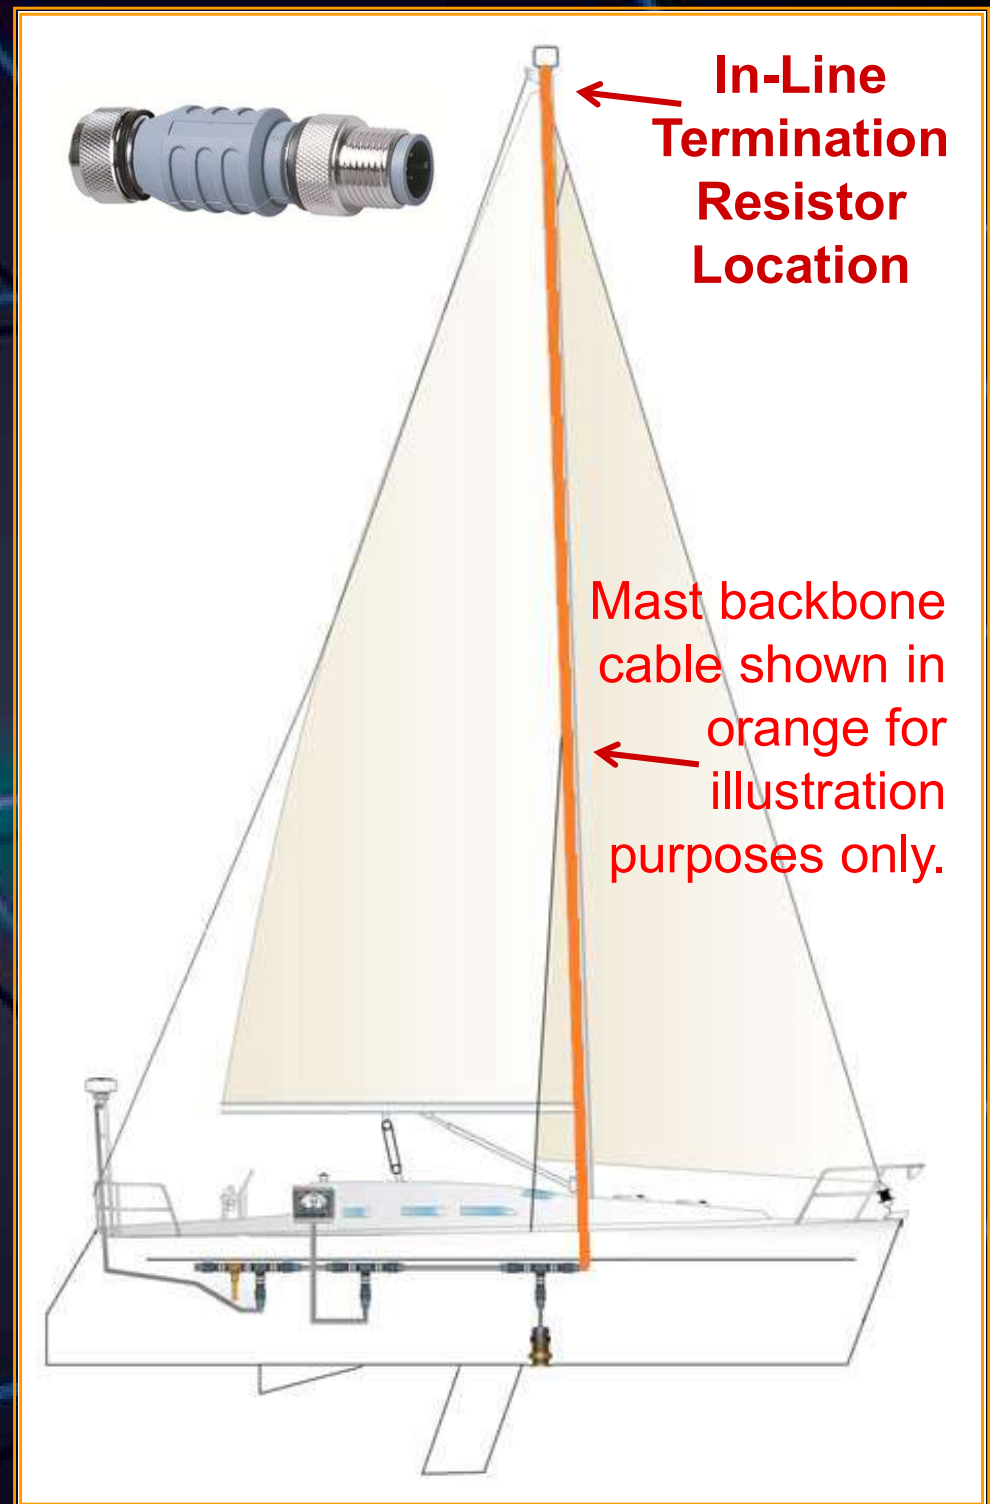 In-Line
Termination
Resistor
Location
Mast backbone
cable shown in
orange for
illustration
purposes only.